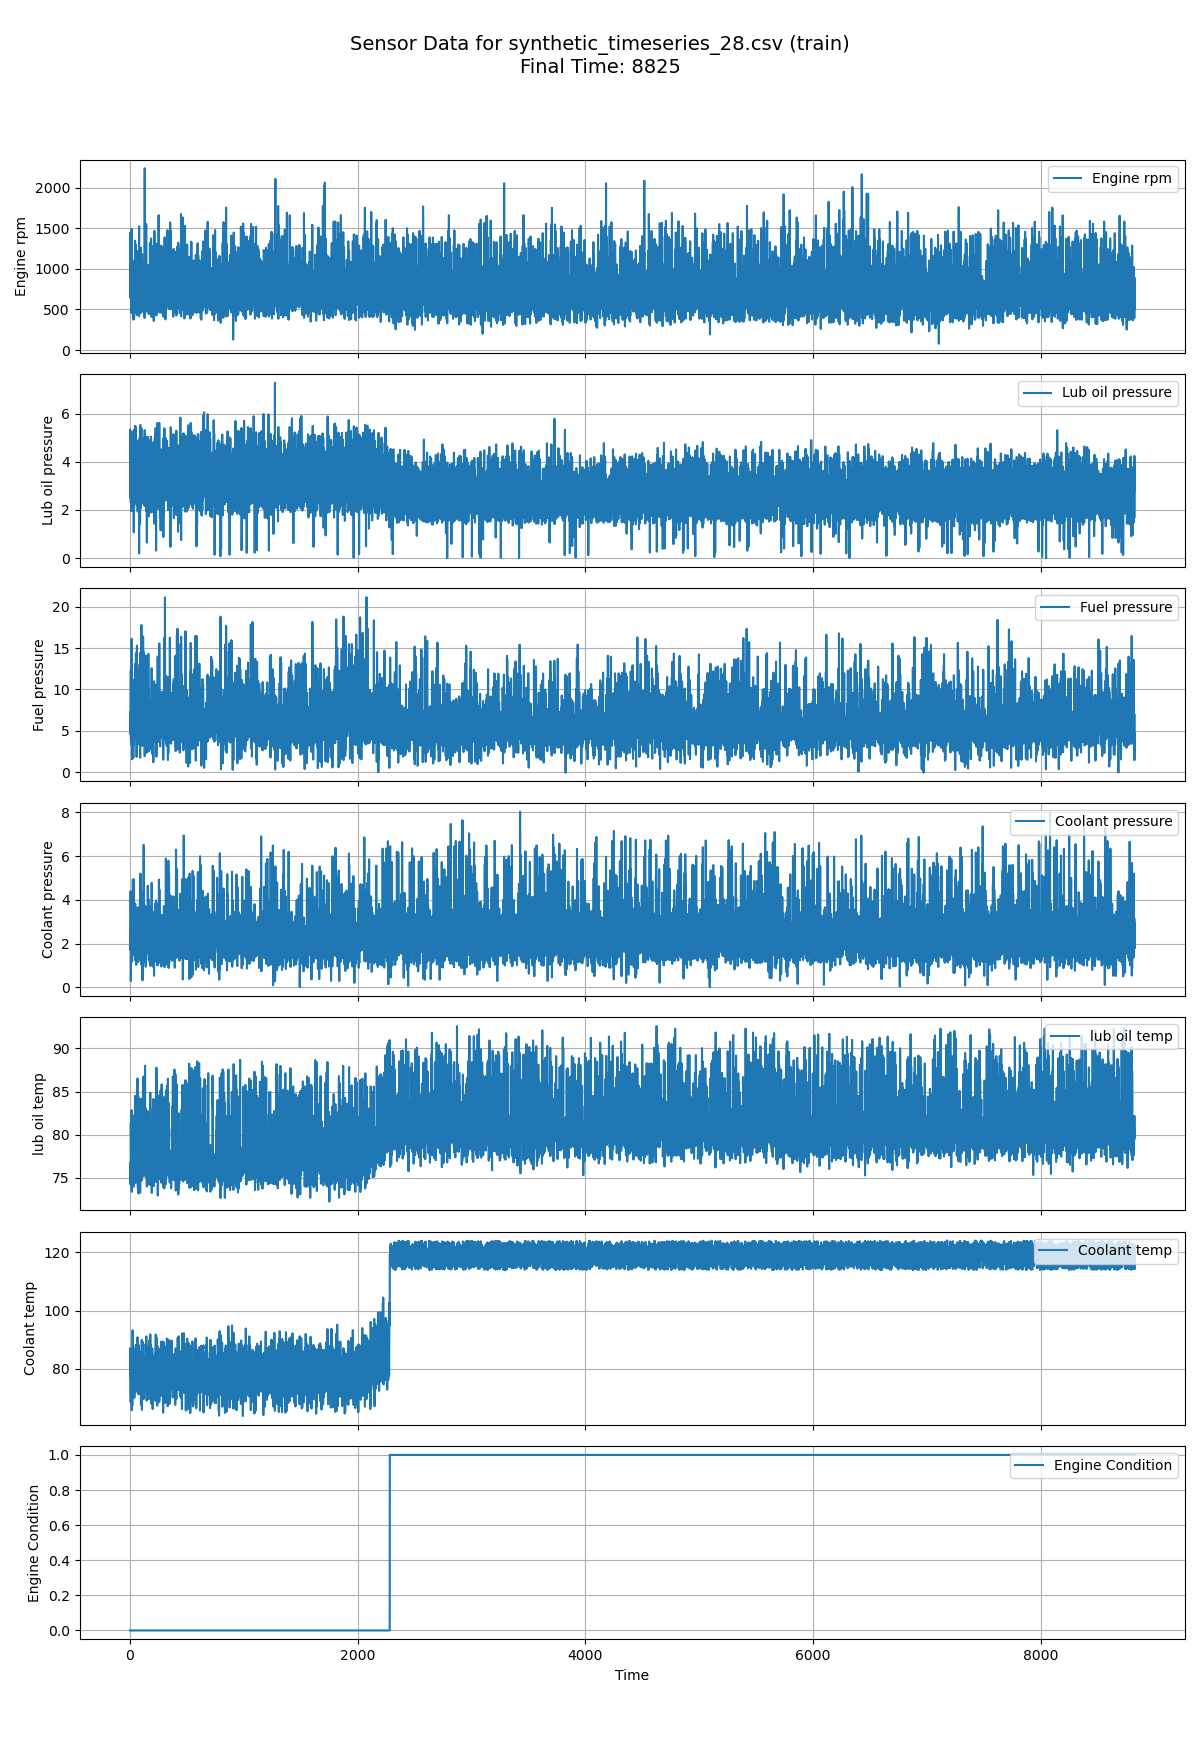 Sensor Data for synthetic_timeseries_28.csv (train)
Final Time: 8825
Engine rpm
2000
1500
1000
500
0
Engine rpm
Lub oil pressure
6
4
2
0
Lub oil pressure
Fuel pressure
20
15
10
5
0
Fuel pressure
Coolant pressure
8
6
4
2
0
Coolant pressure
lub oil temp
90
85
80
75
lub oil temp
Coolant temp
120
100
80
Coolant temp
Engine Condition
1.0
0.8
0.6
0.4
0.2
0.0
Engine Condition
0 2000 4000 6000 8000
Time